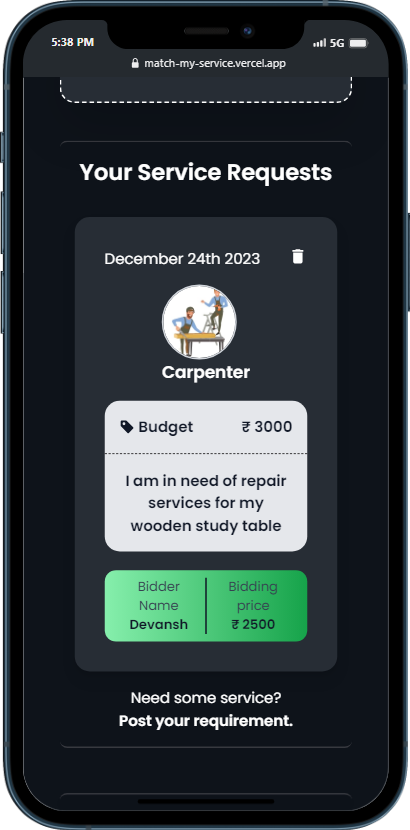 5:38 PM 5G
match-my-service.vercel.app
Your Service Requests
December 24th 2023
Carpenter
Budget ₹ 3000
I am in need of repair
services for my
wooden study table
Bidder Bidding
Name price
Devansh ₹ 2500
Need some service?
Post your requirement.